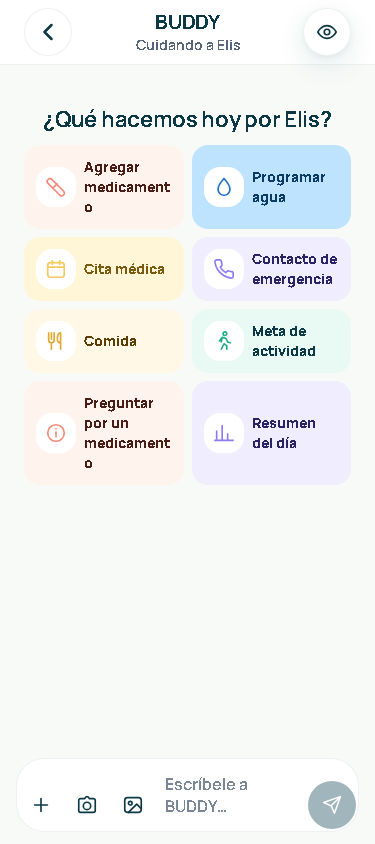 BUDDY
Cuidando a Elis
¿Qué hacemos hoy por Elis?
Agregar
medicament
o
Programar
agua
Cita médica
Contacto de
emergencia
Comida
Meta de
actividad
Preguntar
por un
medicament
o
Resumen
del día
Escríbele a
BUDDY...